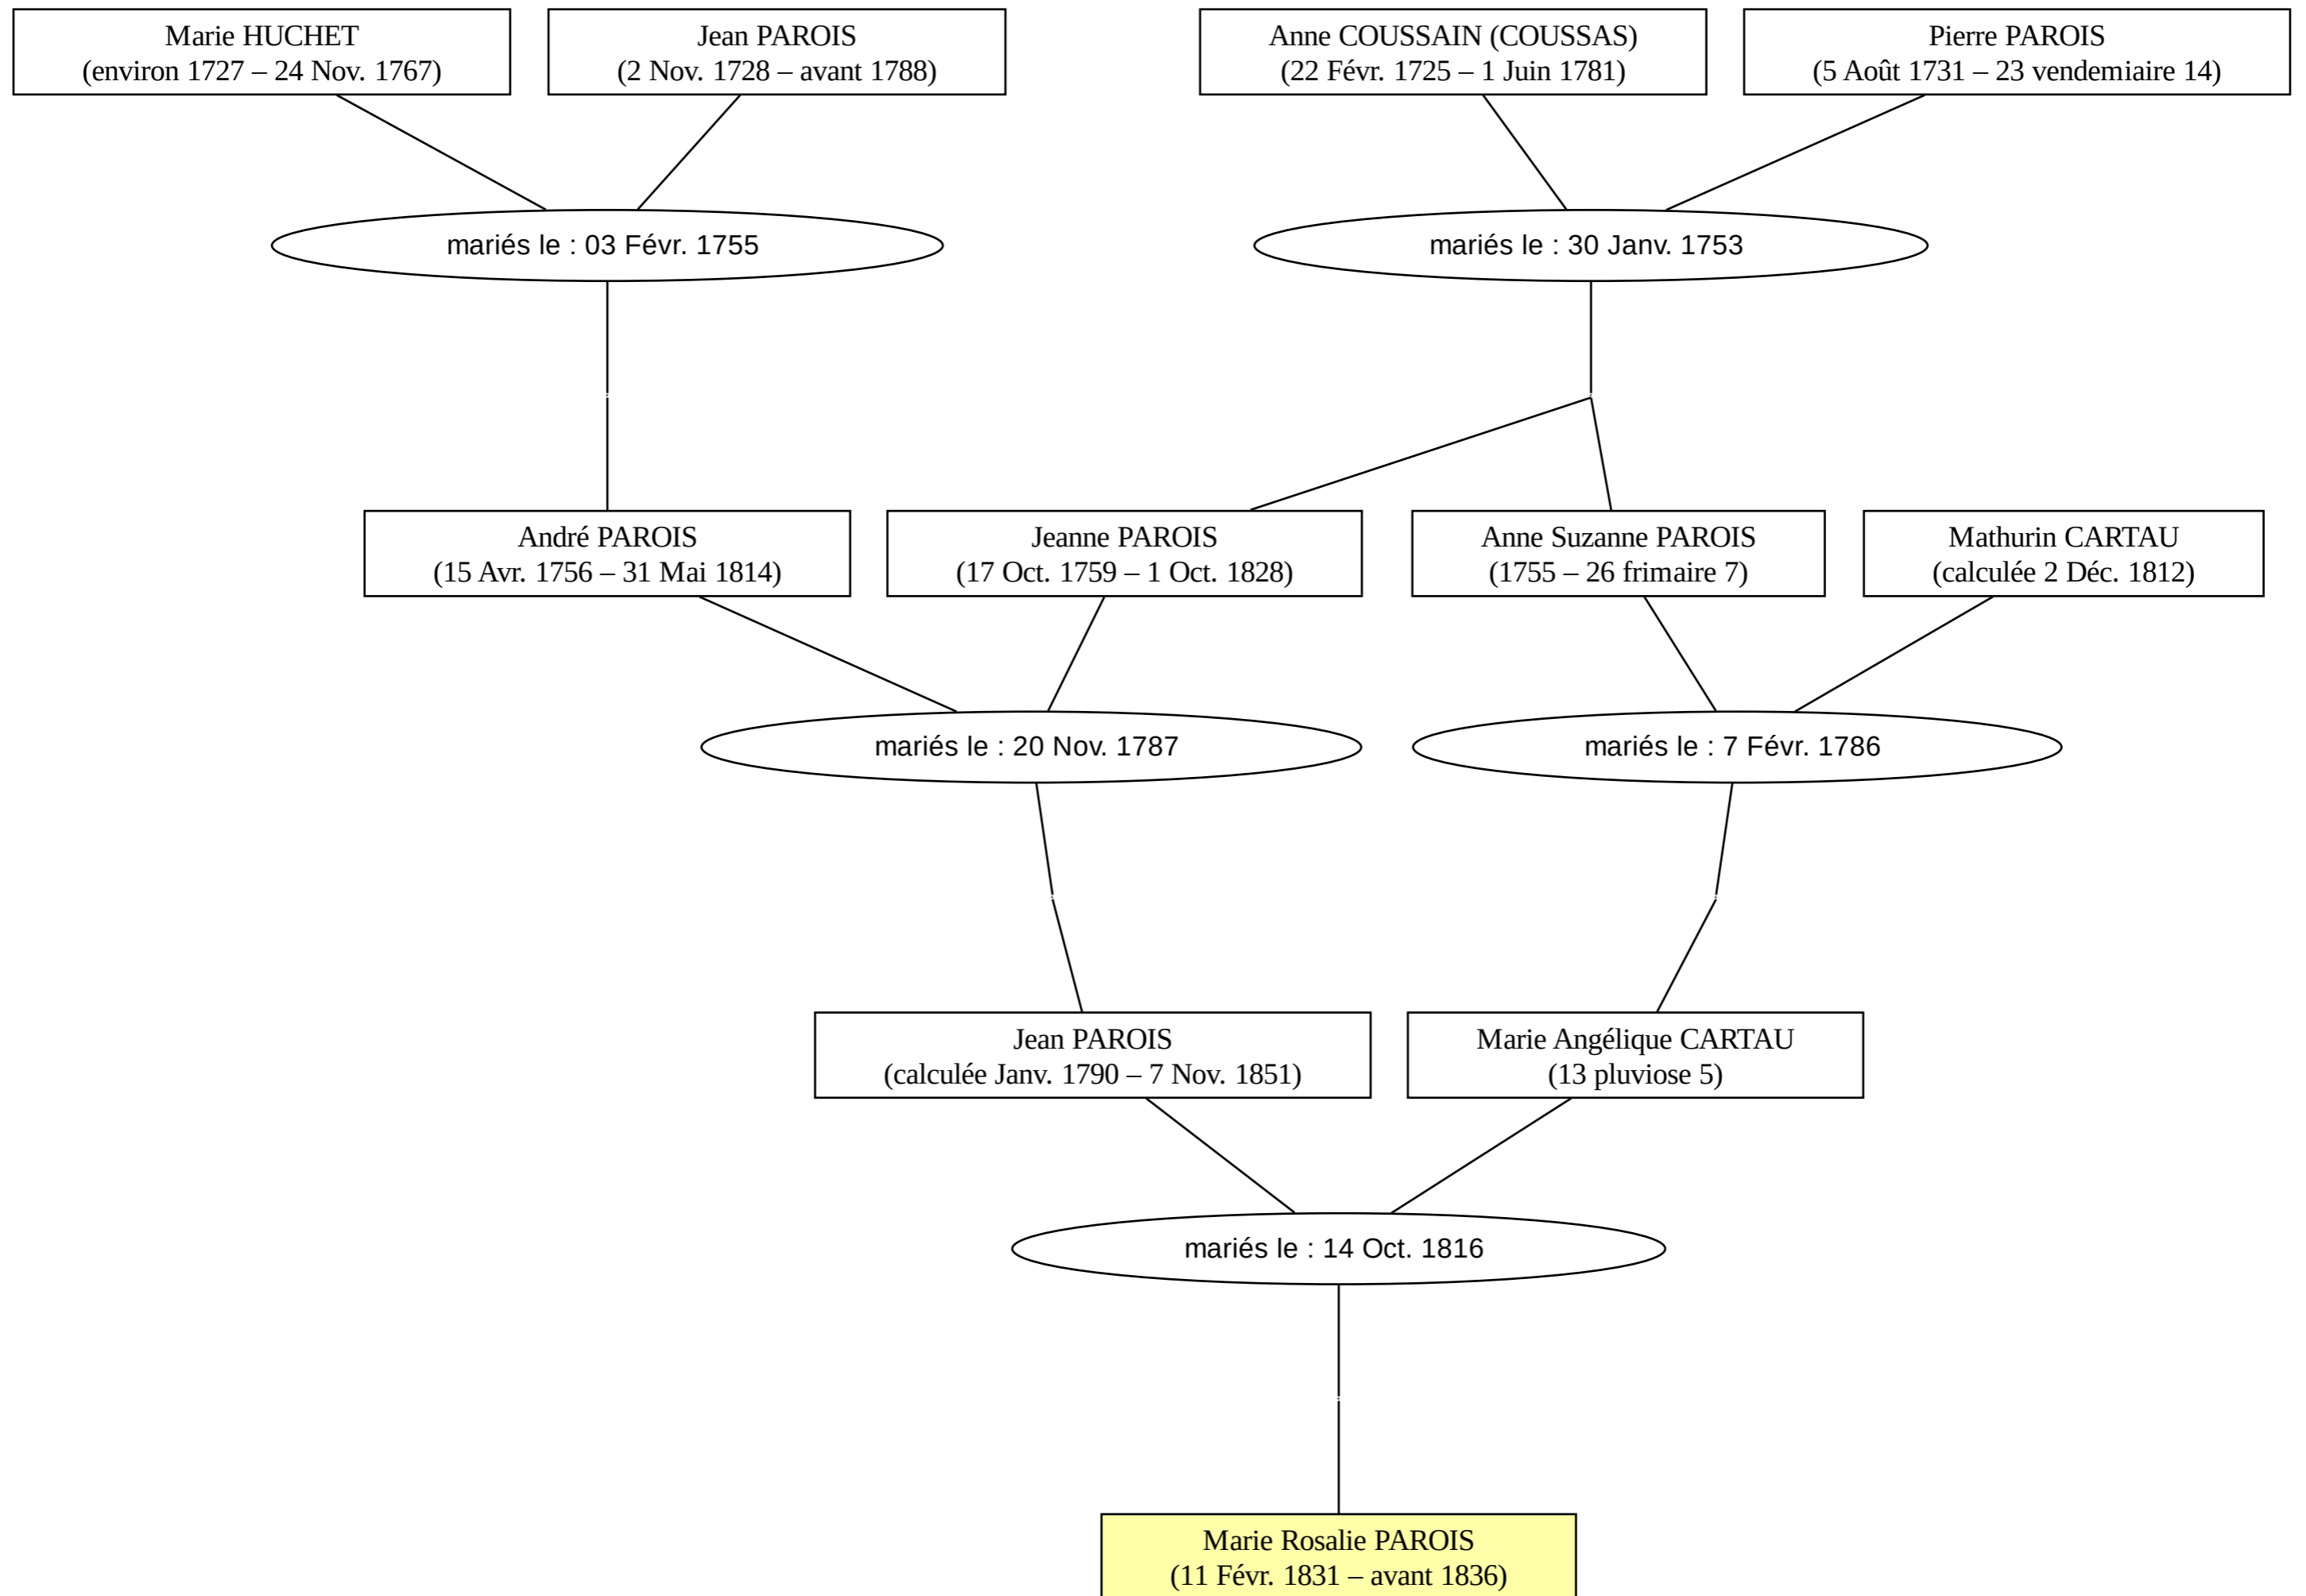 Marie HUCHET
(environ 1727 – 24 Nov. 1767)
Jean PAROIS
(2 Nov. 1728 – avant 1788)
Anne COUSSAIN (COUSSAS)
(22 Févr. 1725 – 1 Juin 1781)
Pierre PAROIS
(5 Août 1731 – 23 vendemiaire 14)
mariés le : 03 Févr. 1755
mariés le : 30 Janv. 1753
André PAROIS
(15 Avr. 1756 – 31 Mai 1814)
Jeanne PAROIS
(17 Oct. 1759 – 1 Oct. 1828)
Anne Suzanne PAROIS
(1755 – 26 frimaire 7)
Mathurin CARTAU
(calculée 2 Déc. 1812)
mariés le : 20 Nov. 1787
mariés le : 7 Févr. 1786
Jean PAROIS
(calculée Janv. 1790 – 7 Nov. 1851)
Marie Angélique CARTAU
(13 pluviose 5)
mariés le : 14 Oct. 1816
Marie Rosalie PAROIS
(11 Févr. 1831 – avant 1836)